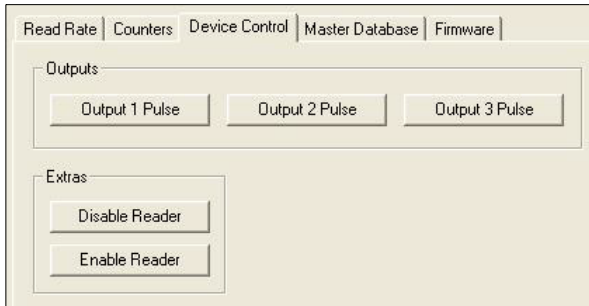 Read Rate Counters Device Control Master Database Firmware
Outputs
Output 1 Pulse Output 2 Pulse Output 3 Pulse
Extras
Disable Reader
Enable Reader